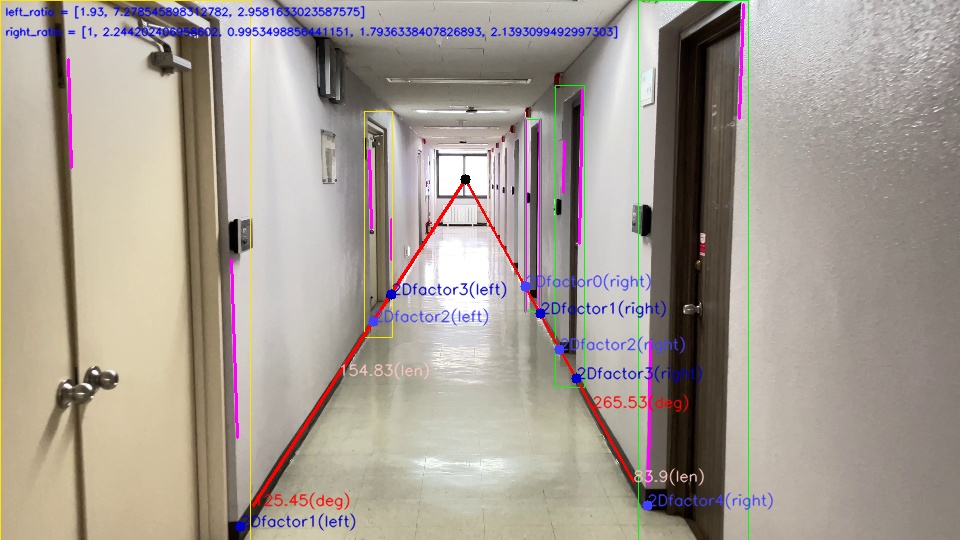 left_ratio = [1.93, 7.278545898312782, 2.9581633023587575]
right_ratio = [1, 2.244202406958602, 0.9953498856441151, 1.7936338407826893, 2.1393099492997303]
2Dfactor0(right)
2Dfactor3(left)
2Dfactor1(right)
2Dfactor2(left)
2Dfactor2(right)
154.83(len)
2Dfactor3(right)
265.53(deg)
83.9(len)
125.45(deg)
2Dfactor4(right)
2Dfactor1(left)